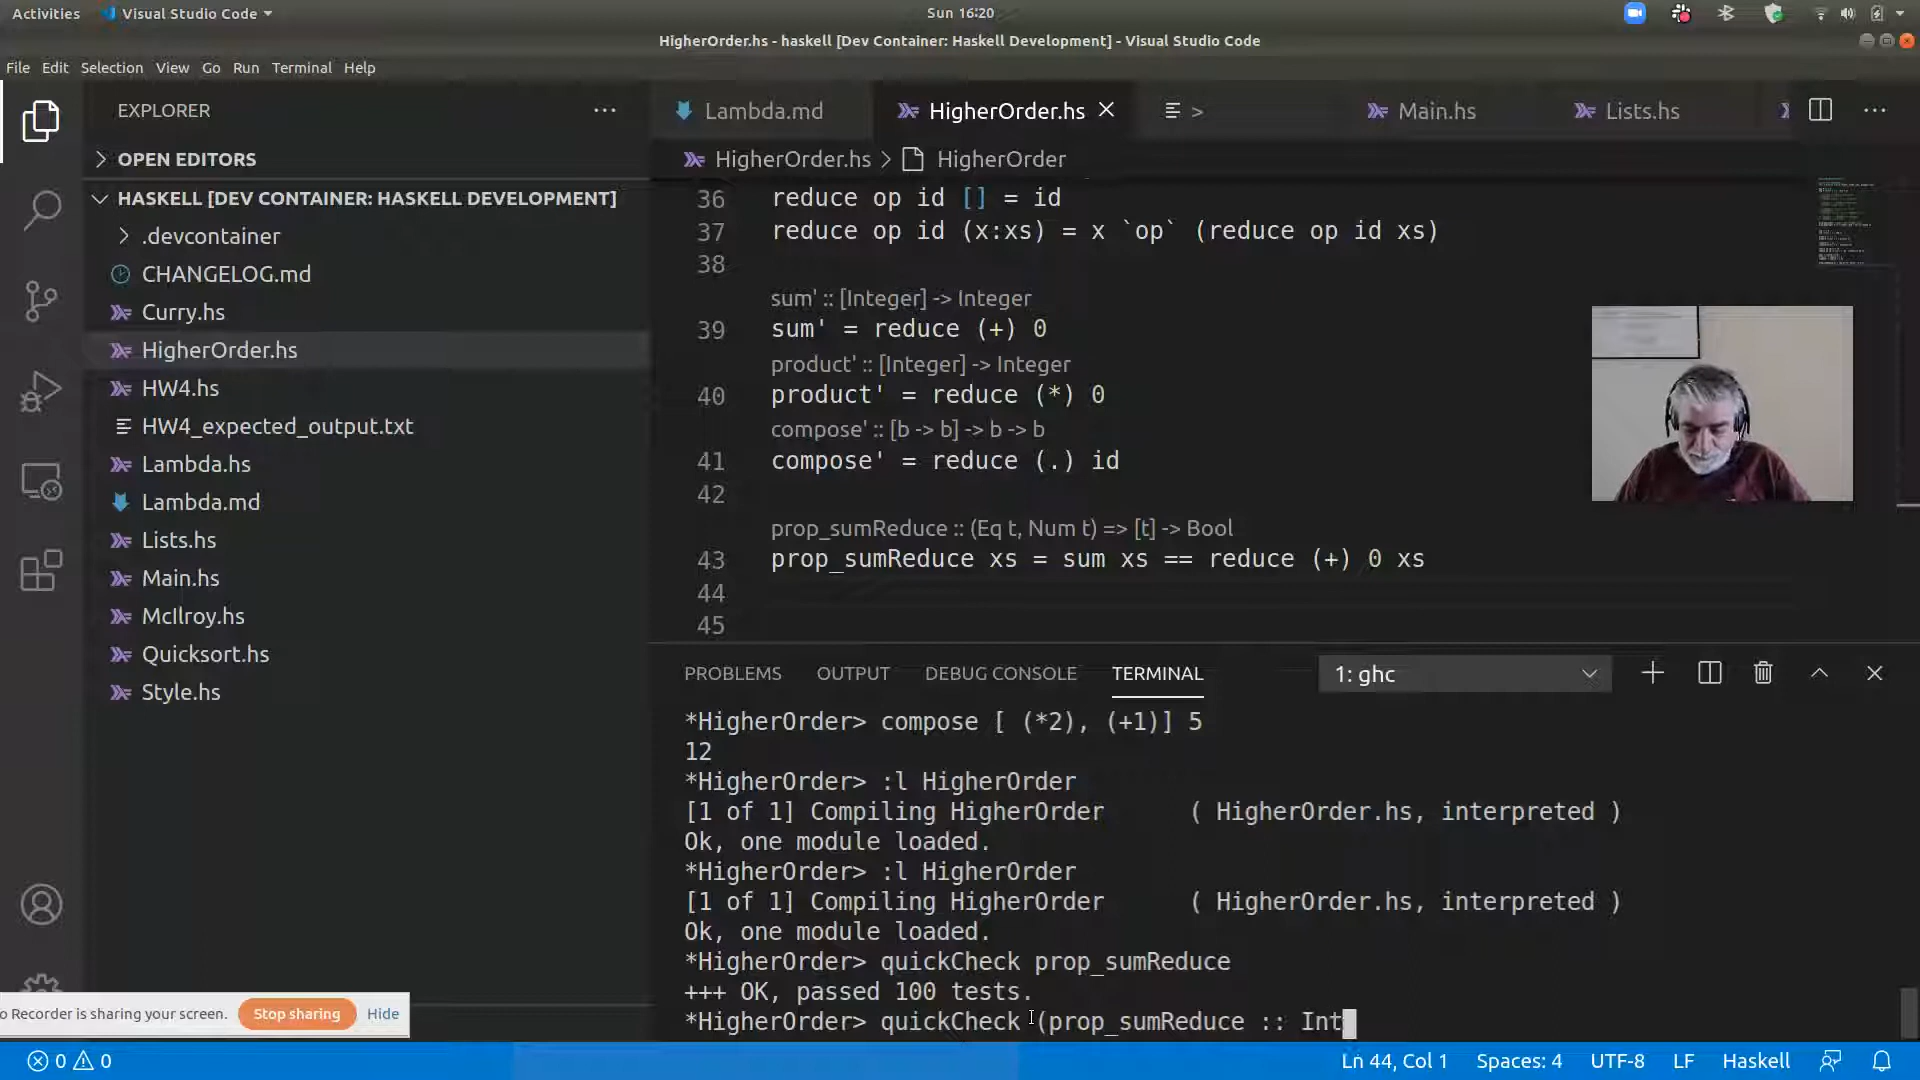 Activities Visual Studio Code Sun 16:20
HigherOrder.hs - haskell [Dev Container: Haskell Development] - Visual Studio Code
File Edit Selection View Go Run Terminal Help
EXPLORER
OPEN EDITORS
HASKELL [DEV CONTAINER: HASKELL DEVELOPMENT]
.devcontainer
CHANGELOG.md
Curry.hs
HigherOrder.hs
HW4.hs
HW4_expected_output.txt
Lambda.hs
Lambda.md
Lists.hs
Main.hs
McIlroy.hs
Quicksort.hs
Style.hs
Lambda.md HigherOrder.hs > Main.hs Lists.hs
HigherOrder.hs > HigherOrder
36 reduce op id [] = id
37 reduce op id (x:xs) = x `op` (reduce op id xs)
38
sum' :: [Integer] -> Integer
39 sum' = reduce (+) 0
product' :: [Integer] -> Integer
40 product' = reduce (*) 0
compose' :: [b -> b] -> b -> b
41 compose' = reduce (.) id
42
prop_sumReduce :: (Eq t, Num t) => [t] -> Bool
43 prop_sumReduce xs = sum xs == reduce (+) 0 xs
44
45
PROBLEMS OUTPUT DEBUG CONSOLE TERMINAL 1: ghc
*HigherOrder> compose [ (*2), (+1)] 5
12
*HigherOrder> :l HigherOrder
[1 of 1] Compiling HigherOrder ( HigherOrder.hs, interpreted )
Ok, one module loaded.
*HigherOrder> :l HigherOrder
[1 of 1] Compiling HigherOrder ( HigherOrder.hs, interpreted )
Ok, one module loaded.
*HigherOrder> quickCheck prop_sumReduce
+++ OK, passed 100 tests.
*HigherOrder> quickCheck (prop_sumReduce :: Int
o Recorder is sharing your screen. Stop sharing Hide
0 0 Ln 44, Col 1 Spaces: 4 UTF-8 LF Haskell